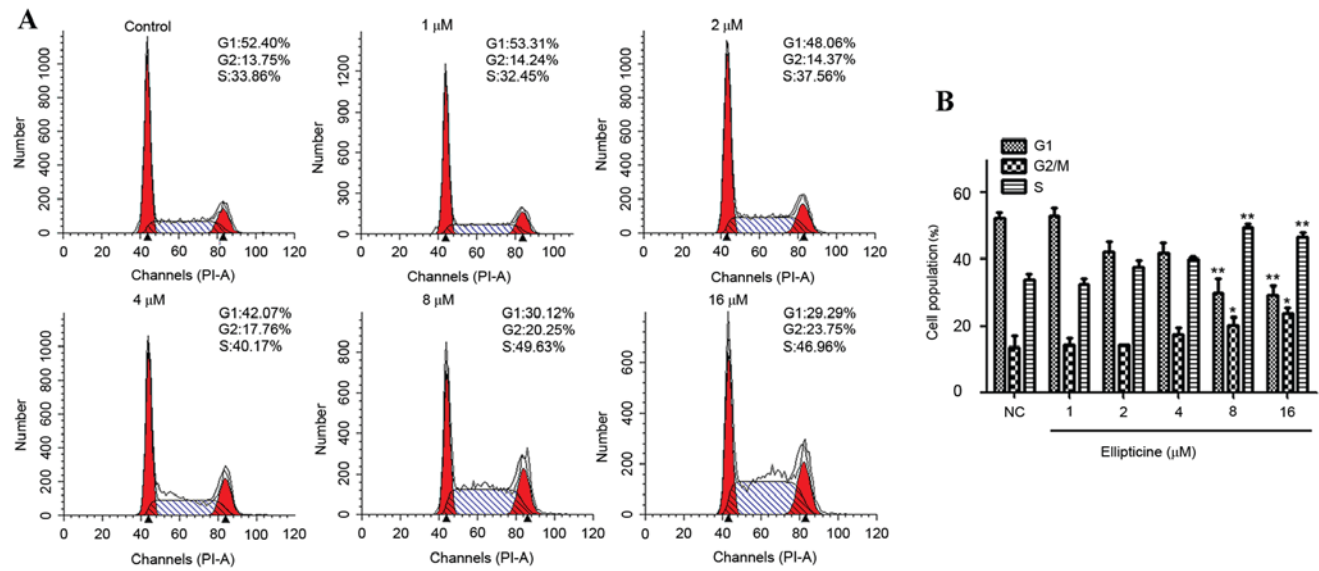 A
Control
G1:52.40%
G2:13.75%
S:33.86%
Number
1000
800
600
400
200
0
0 20 40 60 80 100 120
Channels (PI-A)
1 μM
G1:53.31%
G2:14.24%
S:32.45%
Number
1200
900
600
300
0
0 20 40 60 80 100
Channels (PI-A)
2 μM
G1:48.06%
G2:14.37%
S:37.56%
Number
1000
800
600
400
200
0
0 20 40 60 80 100 120
Channels (PI-A)
4 μM
G1:42.07%
G2:17.76%
S:40.17%
Number
1000
800
600
400
200
0
0 20 40 60 80 100 120
Channels (PI-A)
8 μM
G1:30.12%
G2:20.25%
S:49.63%
Number
800
600
400
200
0
0 20 40 60 80 100 120
Channels (PI-A)
16 μM
G1:29.29%
G2:23.75%
S:46.96%
Number
600
400
200
0
0 20 40 60 80 100 120
Channels (PI-A)
B
G1
G2/M
S
Cell population (%)
60
40
20
0
** * ** ** * **
NC 1 2 4 8 16
Ellipticine (μM)